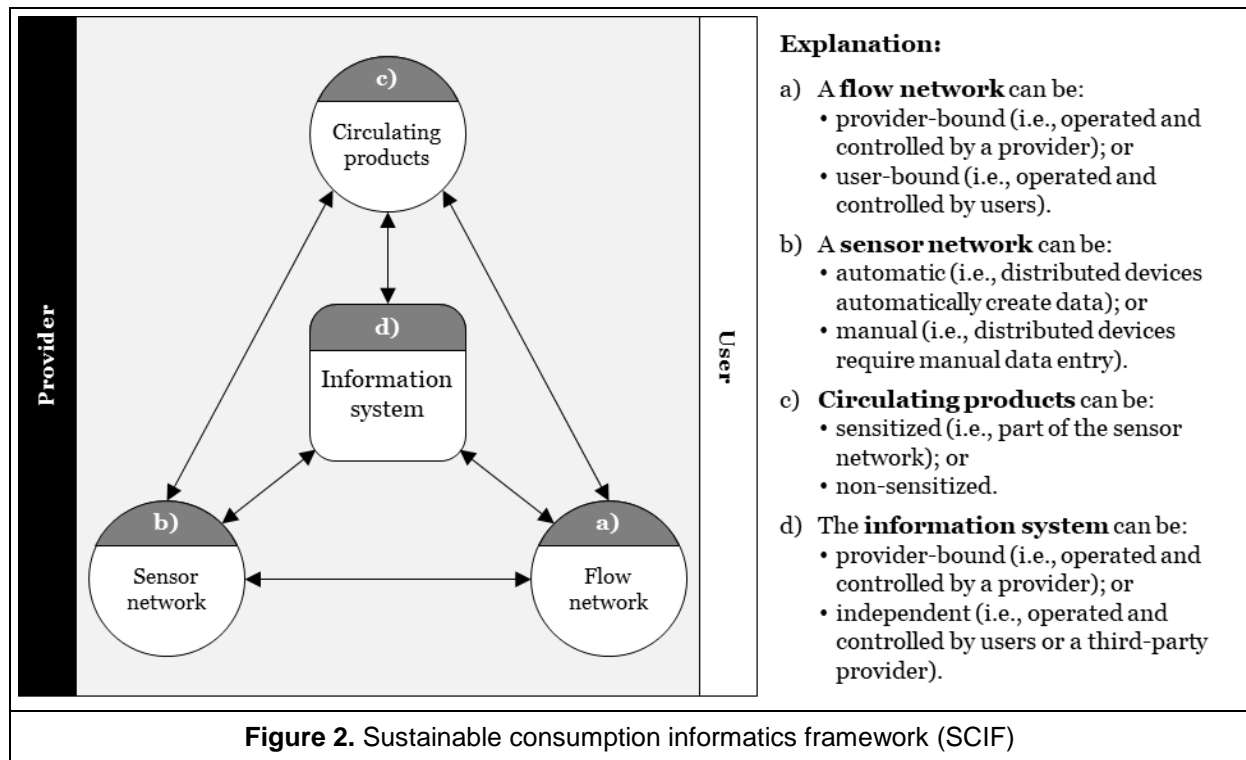 Provider
c)
Circulating
products
d)
Information
system
b)
Sensor
network
a)
Flow
network
User
Explanation:
a) A flow network can be:
• provider-bound (i.e., operated and
controlled by a provider); or
• user-bound (i.e., operated and
controlled by users).
b) A sensor network can be:
• automatic (i.e., distributed devices
automatically create data); or
• manual (i.e., distributed devices
require manual data entry).
c) Circulating products can be:
• sensitized (i.e., part of the sensor
network); or
• non-sensitized.
d) The information system can be:
• provider-bound (i.e., operated and
controlled by a provider); or
• independent (i.e., operated and
controlled by users or a third-party
provider).
Figure 2. Sustainable consumption informatics framework (SCIF)